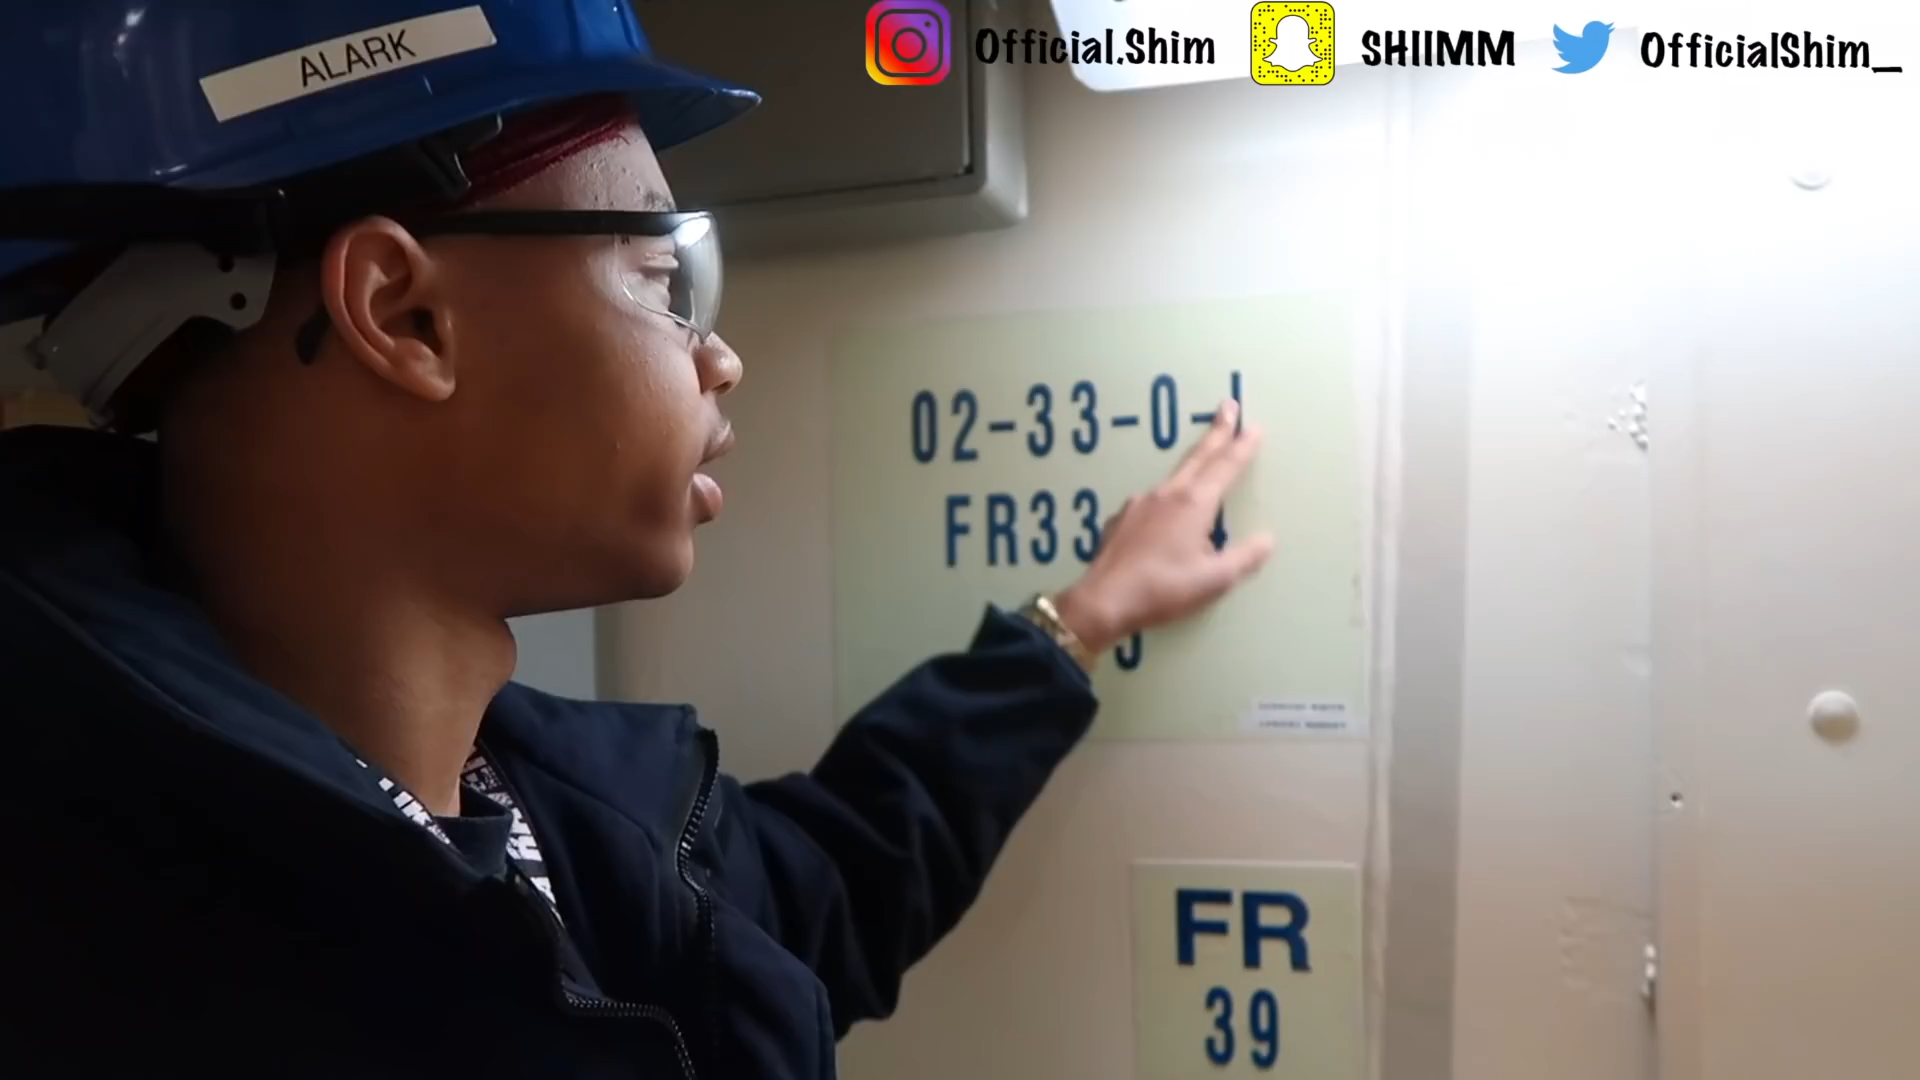 ALARK
Official.Shim
SHIIMM
OfficialShim_
02-33-0-L
FR33
FR
39